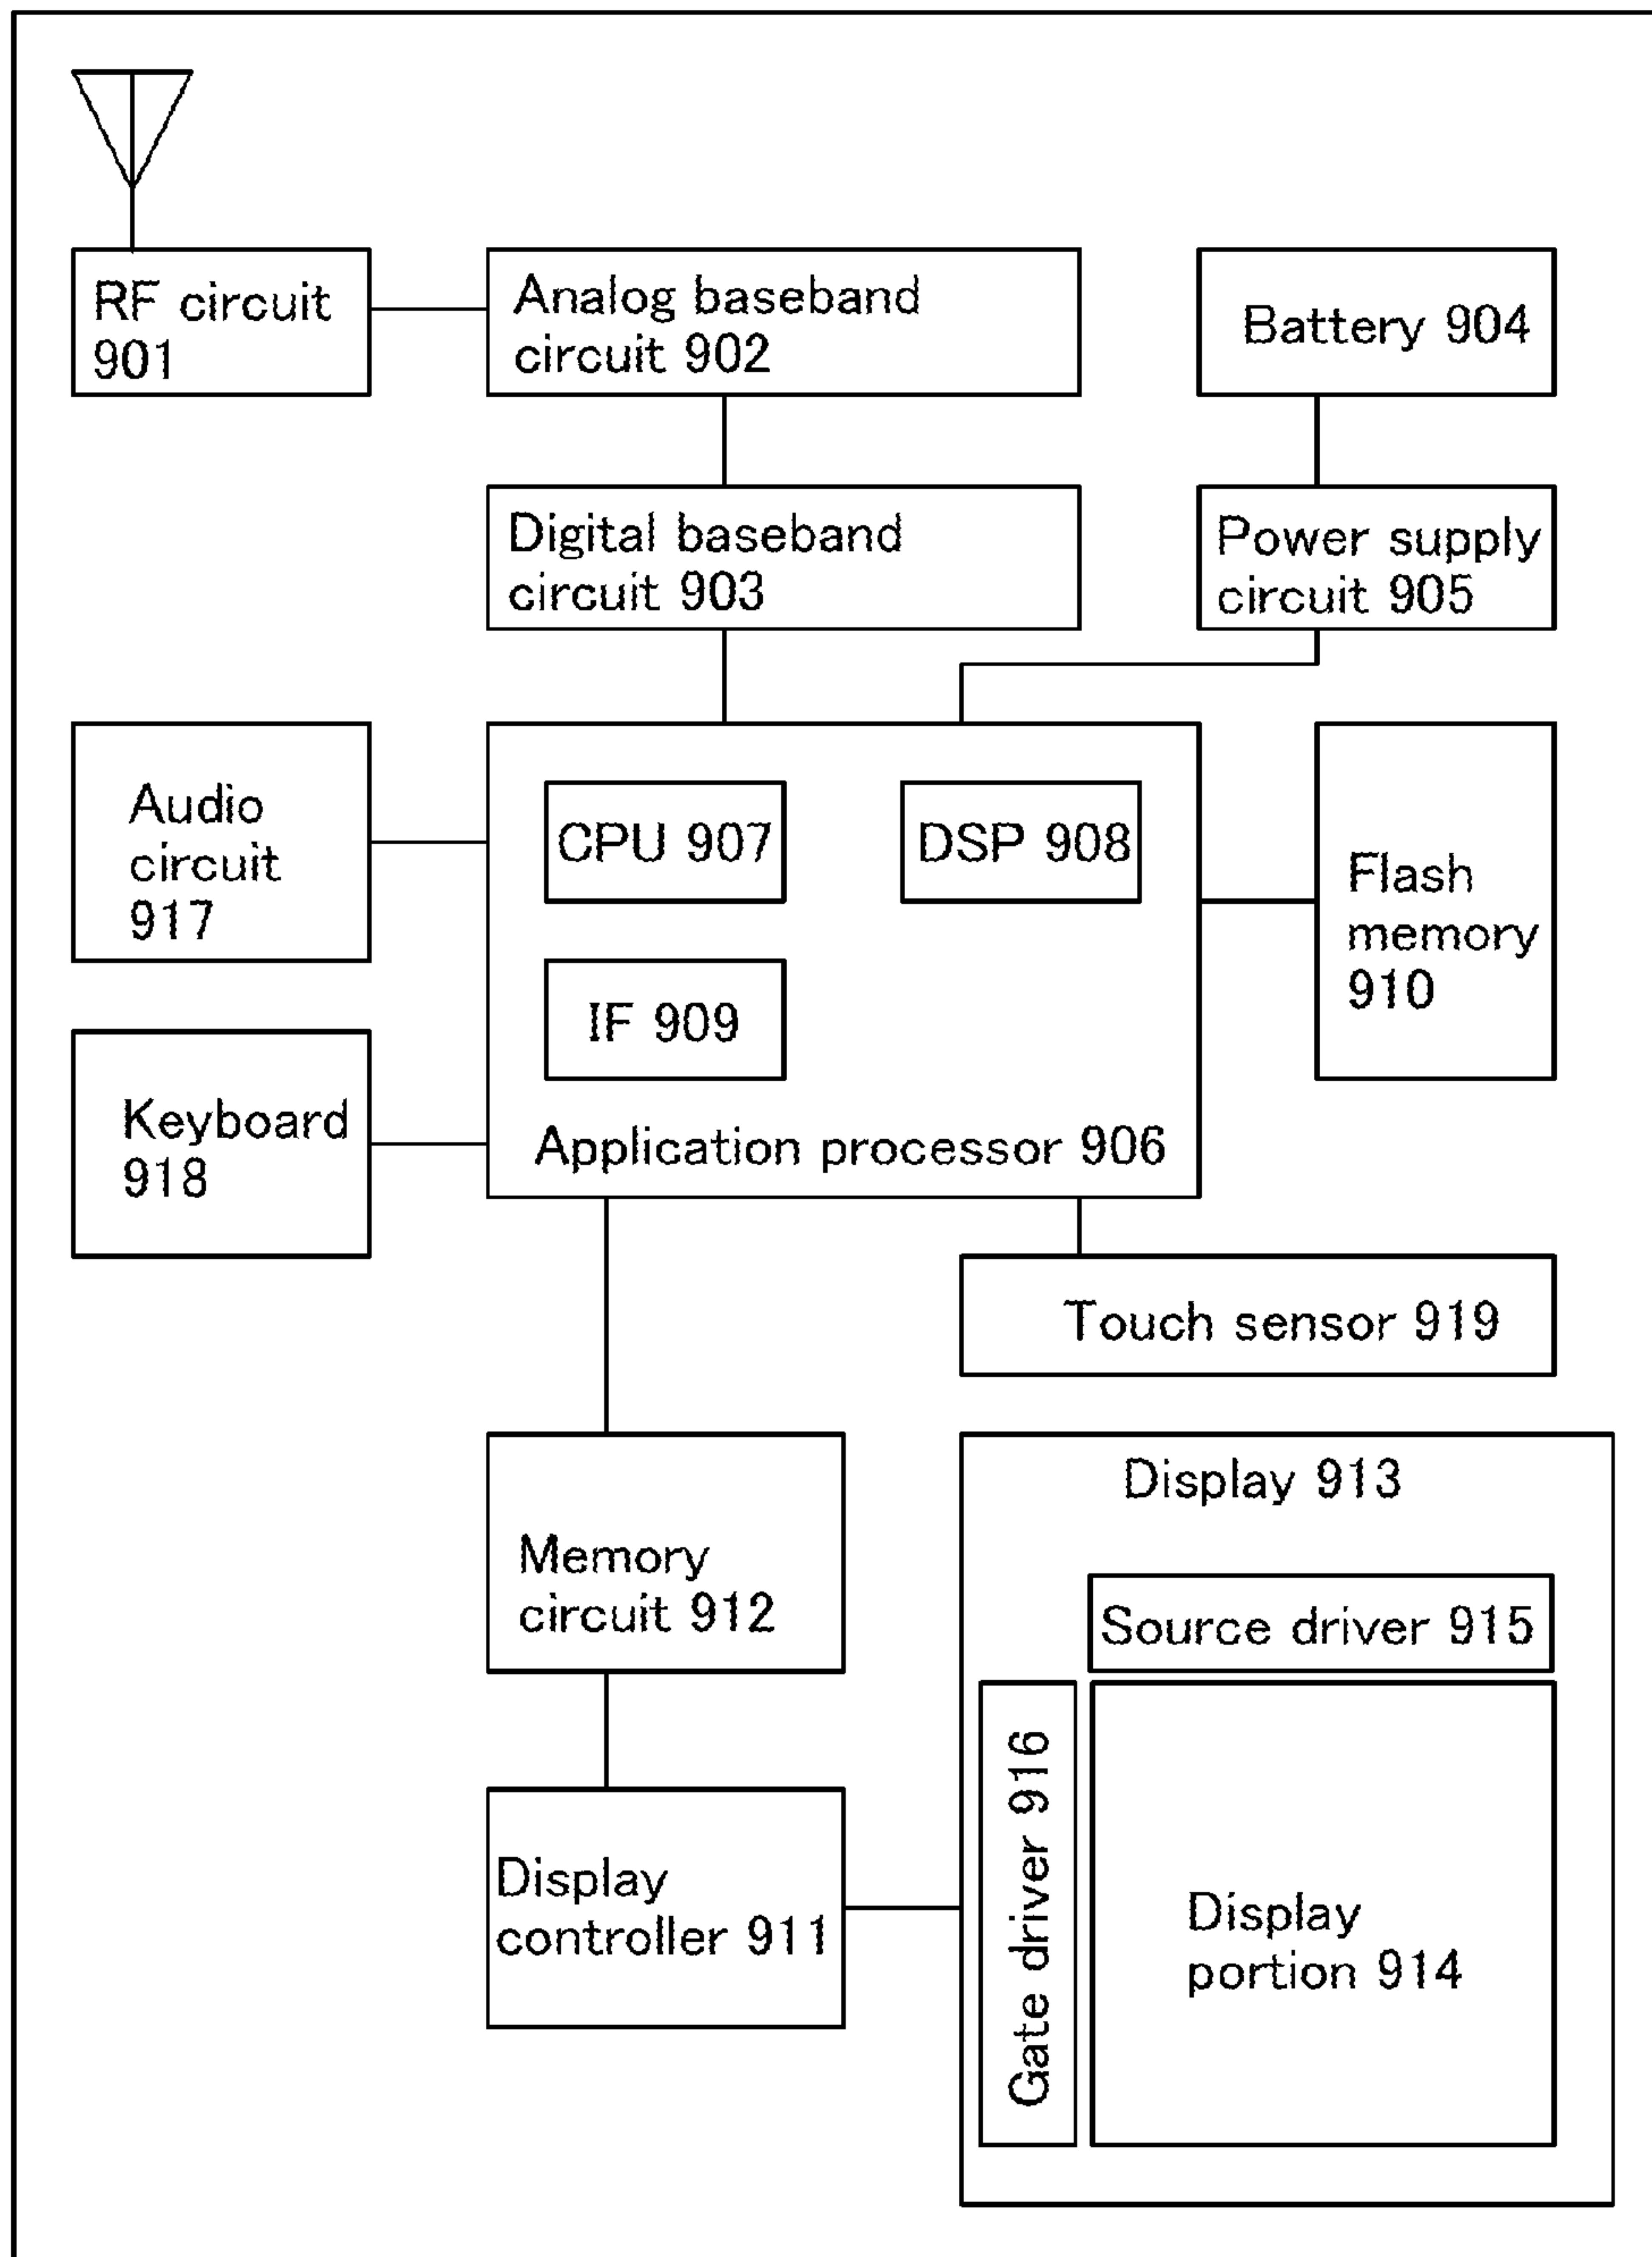 RF circuit
901
Analog baseband
circuit 902
Battery 904
Digital baseband
circuit 903
Power supply
circuit 905
Audio
circuit
917
CPU 907
DSP 908
Flash
memory
910
IF 909
Keyboard
918
Application processor 906
Touch sensor 919
Memory
circuit 912
Display 913
Source driver 915
Gate driver 916
Display
controller 911
Display
portion 914